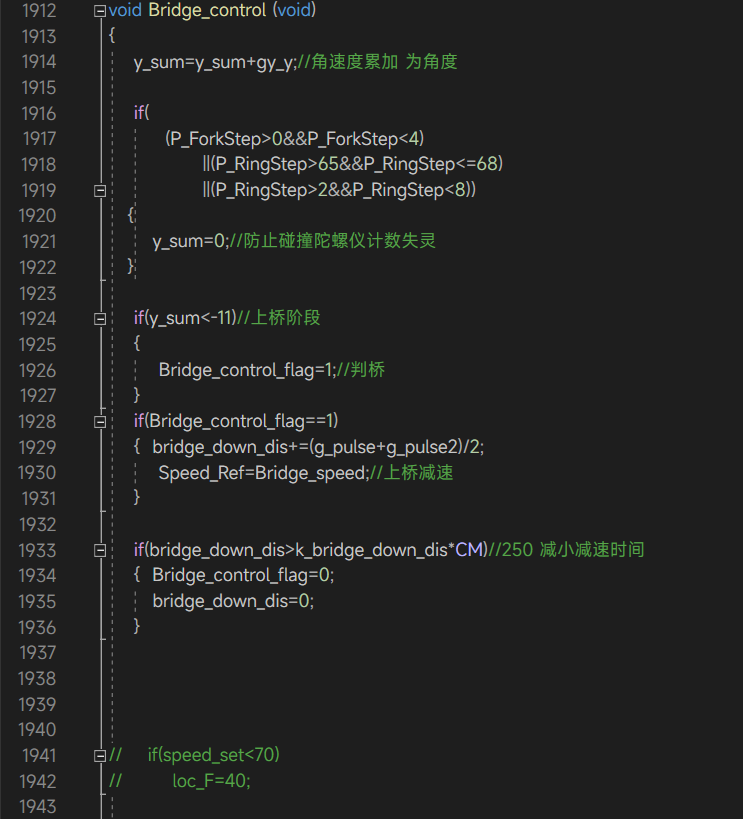 1912 void Bridge_control (void)
1913 {
1914 y_sum=y_sum+gy_y;//角速度累加 为角度
1915
1916 if(
1917 (P_ForkStep>0&&P_ForkStep<4)
1918 ||(P_RingStep>65&&P_RingStep<=68)
1919 ||(P_RingStep>2&&P_RingStep<8))
1920 {
1921 y_sum=0;//防止碰撞陀螺仪计数失灵
1922 }
1923
1924 if(y_sum<-11)//上桥阶段
1925 {
1926 Bridge_control_flag=1;//判桥
1927 }
1928 if(Bridge_control_flag==1)
1929 { bridge_down_dis+=(g_pulse+g_pulse2)/2;
1930 Speed_Ref=Bridge_speed;//上桥减速
1931 }
1932
1933 if(bridge_down_dis>k_bridge_down_dis*CM)//250 减小减速时间
1934 { Bridge_control_flag=0;
1935 bridge_down_dis=0;
1936 }
1937
1938
1939
1940
1941 // if(speed_set<70)
1942 // loc_F=40;
1943